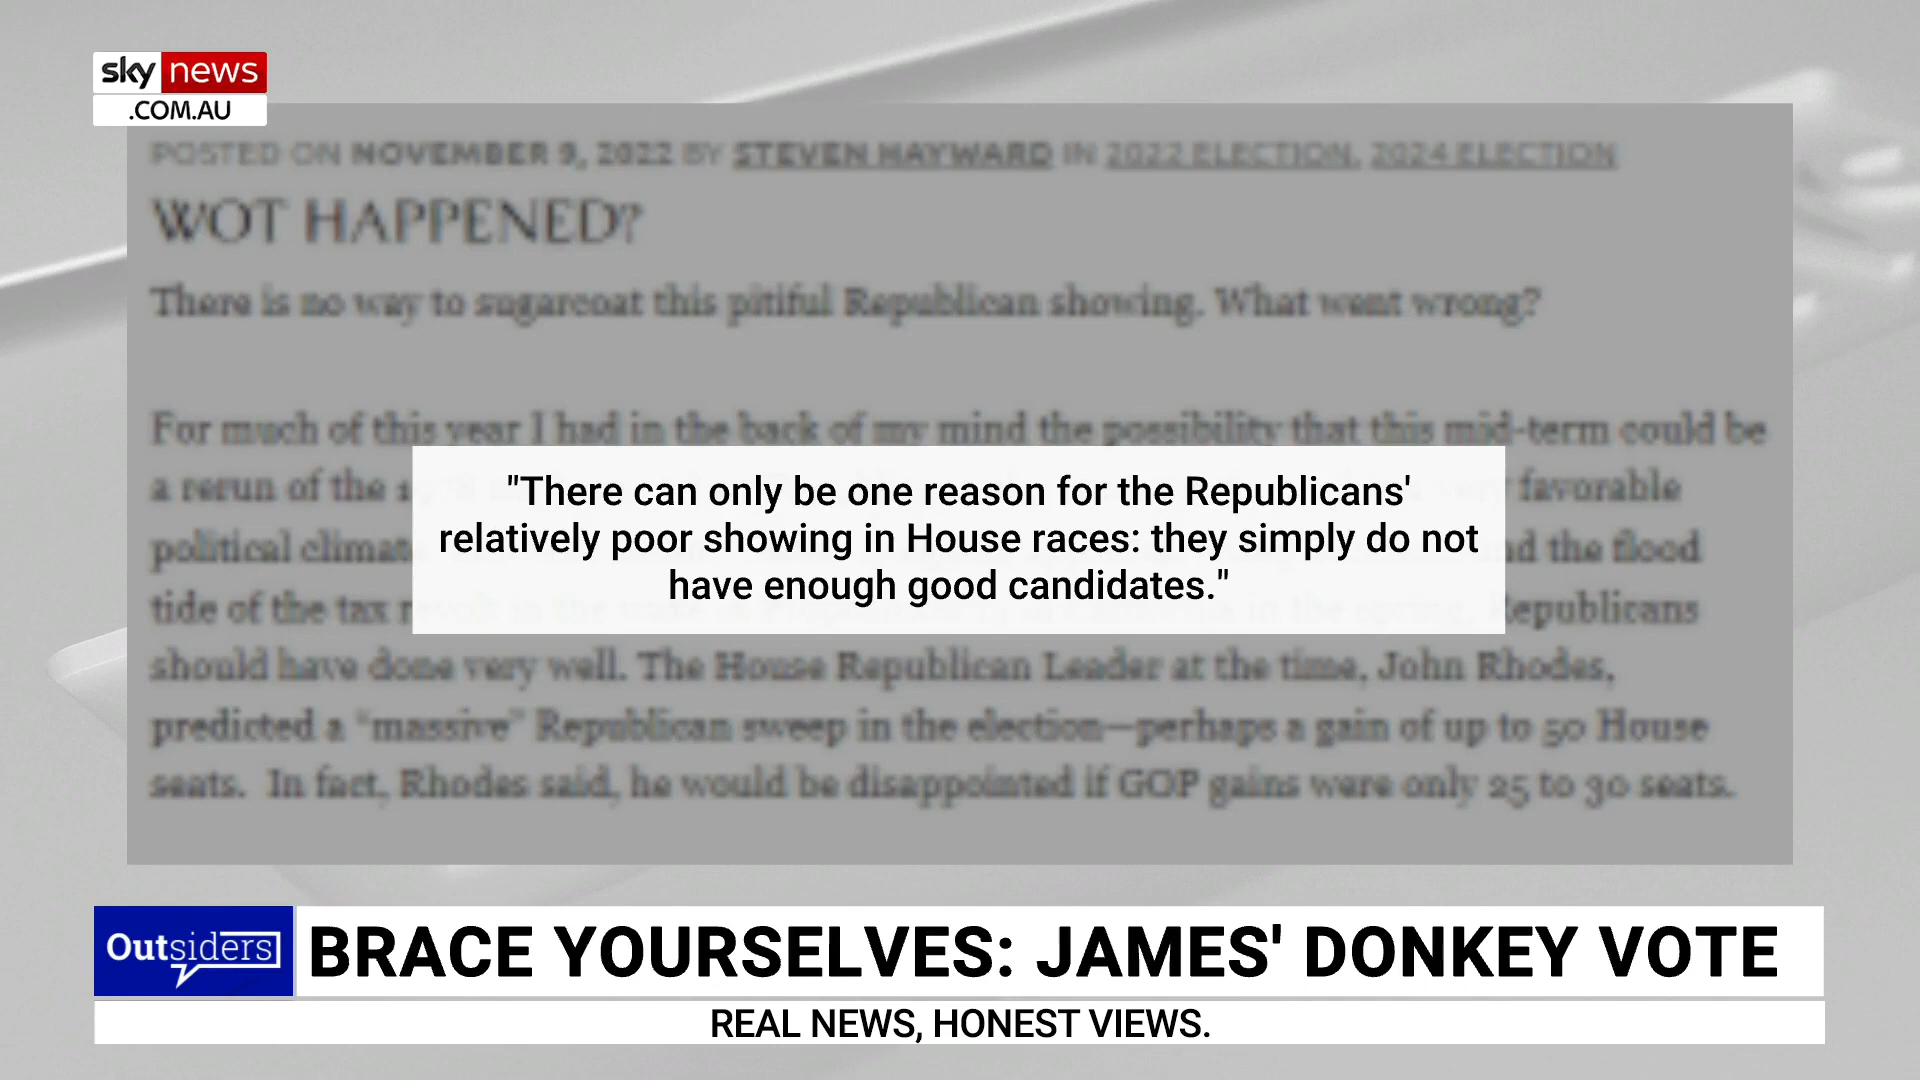 sky news
.COM.AU
POSTED ON NOVEMBER 9, 2022 BY STEVEN HAYWARD IN 2022 ELECTION, 2024 ELECTION
WOT HAPPENED?
There is no way to sugarcoat this pitiful Republican showing. What went wrong?
For much of this year I had in the back of my mind the possibility that this mid-term could be
a rerun of the favorable
"There can only be one reason for the Republicans'
relatively poor showing in House races: they simply do not
have enough good candidates."
political the flood
tide of the tax Republicans
should have done very well. The House Republican Leader at the time, John Rhodes,
predicted a “massive” Republican sweep in the election—perhaps a gain of up to 50 House
seats. In fact, Rhodes said, he would be disappointed if GOP gains were only 25 to 30 seats.
Outsiders
BRACE YOURSELVES: JAMES' DONKEY VOTE
REAL NEWS, HONEST VIEWS.